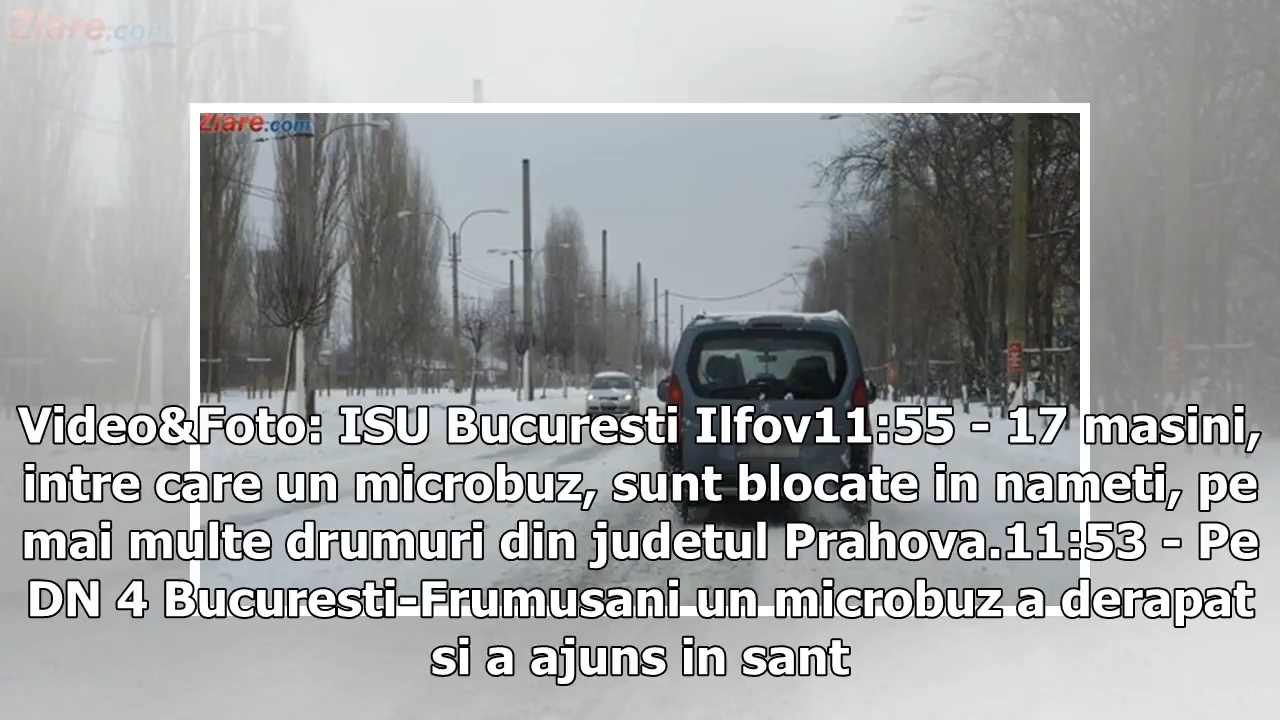 Ziare.com
Ziare.com
Video&Foto: ISU Bucuresti Ilfov11:55 - 17 masini,
intre care un microbuz, sunt blocate in nameti, pe
mai multe drumuri din judetul Prahova.11:53 - Pe
DN 4 Bucuresti-Frumusani un microbuz a derapat
si a ajuns in sant